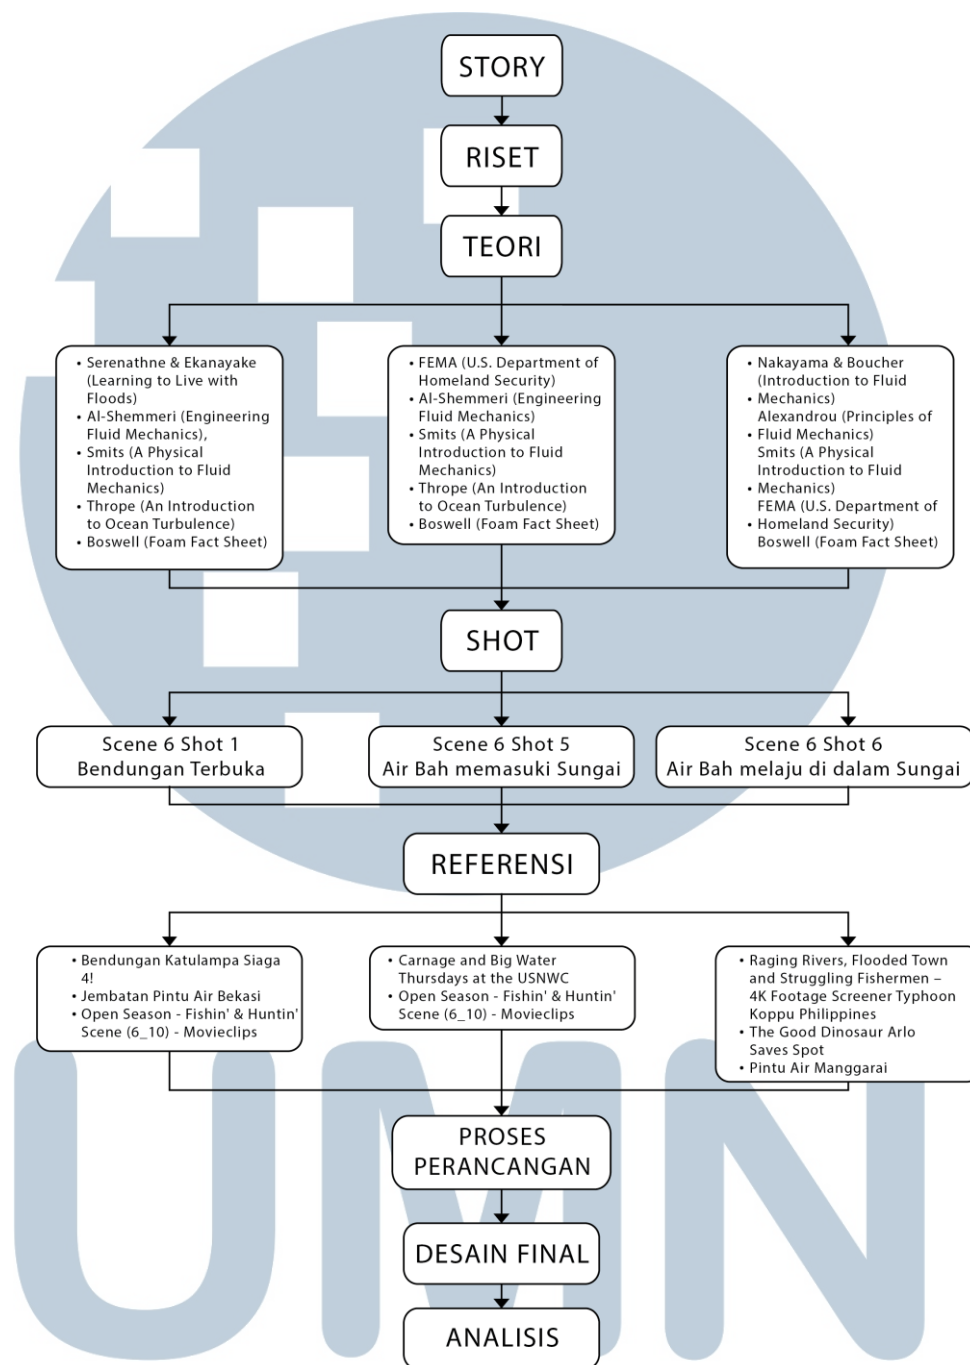 STORY
RISET
TEORI
• Serenathne & Ekanayake
(Learning to Live with
Floods)
• Al-Shemmeri (Engineering
Fluid Mechanics),
• Smits (A Physical
Introduction to Fluid
Mechanics)
• Thrope (An Introduction
to Ocean Turbulence)
• Boswell (Foam Fact Sheet)
• FEMA (U.S. Department of
Homeland Security)
• Al-Shemmeri (Engineering
Fluid Mechanics)
• Smits (A Physical
Introduction to Fluid
Mechanics)
• Thrope (An Introduction
to Ocean Turbulence)
• Boswell (Foam Fact Sheet)
• Nakayama & Boucher
(Introduction to Fluid
• Mechanics)
Alexandrou (Principles of
• Fluid Mechanics)
Smits (A Physical
Introduction to Fluid
• Mechanics)
FEMA (U.S. Department of
• Homeland Security)
Boswell (Foam Fact Sheet)
SHOT
Scene 6 Shot 1
Bendungan Terbuka
Scene 6 Shot 5
Air Bah memasuki Sungai
Scene 6 Shot 6
Air Bah melaju di dalam Sungai
REFERENSI
• Bendungan Katulampa Siaga
4!
• Jembatan Pintu Air Bekasi
• Open Season - Fishin' & Huntin'
Scene (6_10) - Movieclips
• Carnage and Big Water
Thursdays at the USNWC
• Open Season - Fishin' & Huntin'
Scene (6_10) - Movieclips
• Raging Rivers, Flooded Town
and Struggling Fishermen –
4K Footage Screener Typhoon
Koppu Philippines
• The Good Dinosaur Arlo
Saves Spot
• Pintu Air Manggarai
PROSES
PERANCANGAN
DESAIN FINAL
ANALISIS
UMN